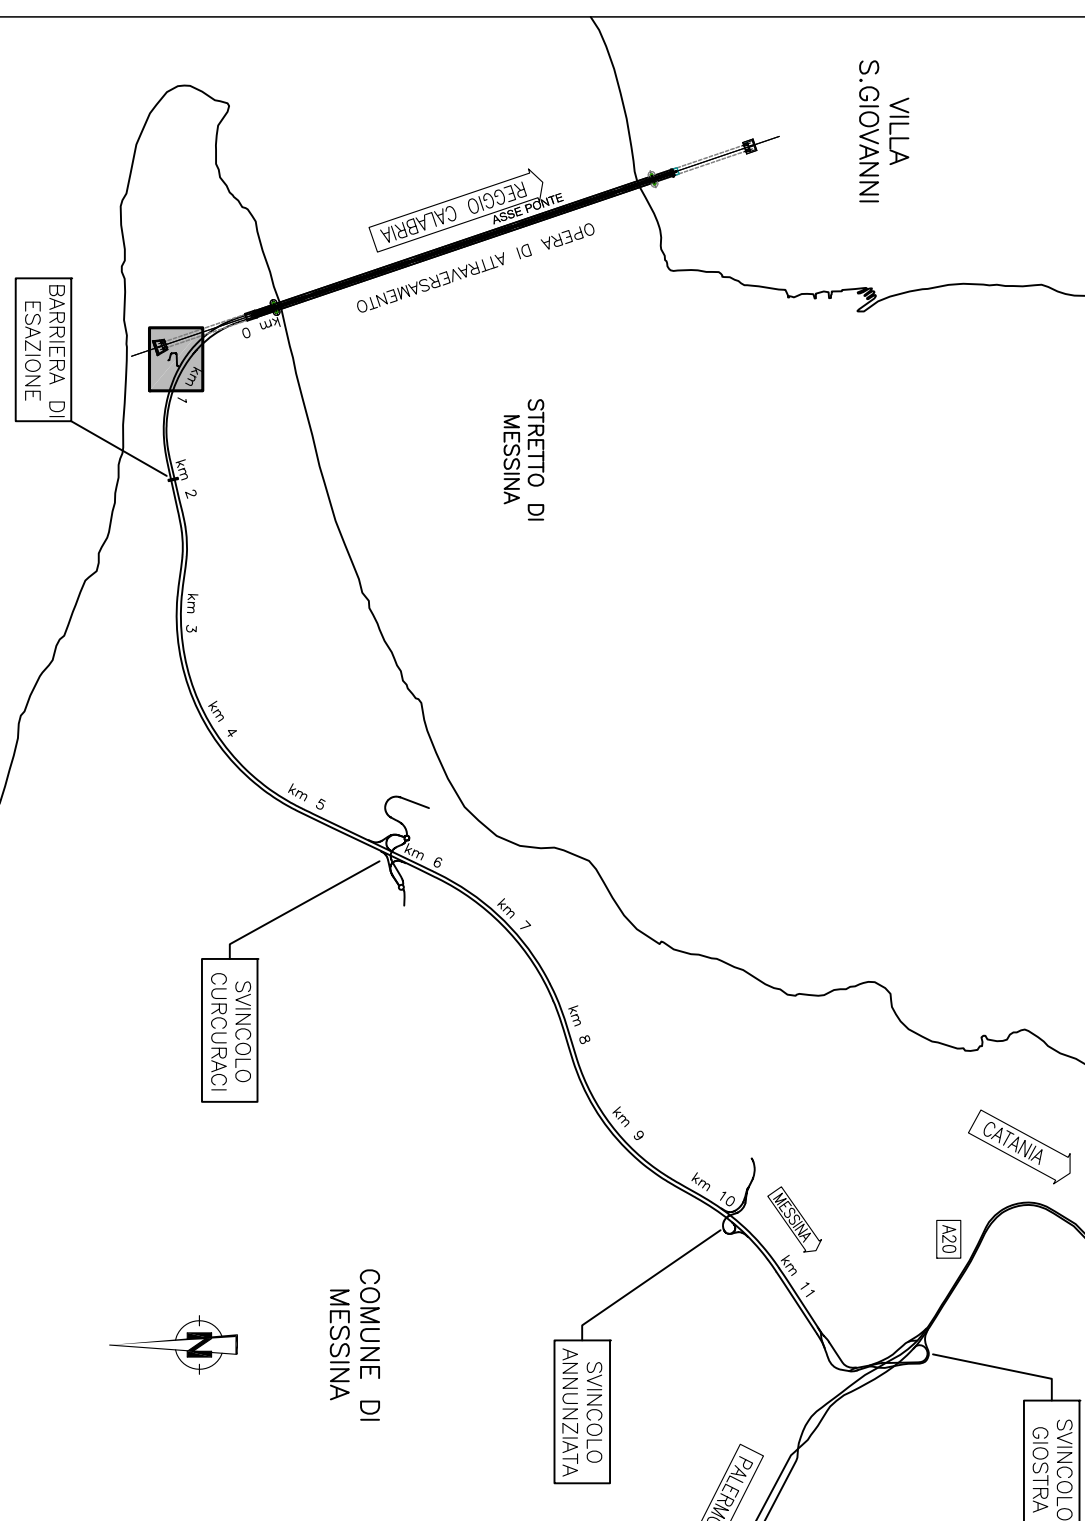 VILLA
S.GIOVANNI
REGGIO CALABRIA
ASSE PONTE
OPERA DI ATTRAVERSAMENTO
STRETTO DI
MESSINA
BARRIERA DI
ESAZIONE
km 0
km 1
km 2
km 3
km 4
km 5
km 6
km 7
km 8
km 9
km 10
km 11
SVINCOLO
CURCURACI
SVINCOLO
ANNUNZIATA
SVINCOLO
GIOSTRA
CATANIA
MESSINA
A20
PALERMO
COMUNE DI
MESSINA
N